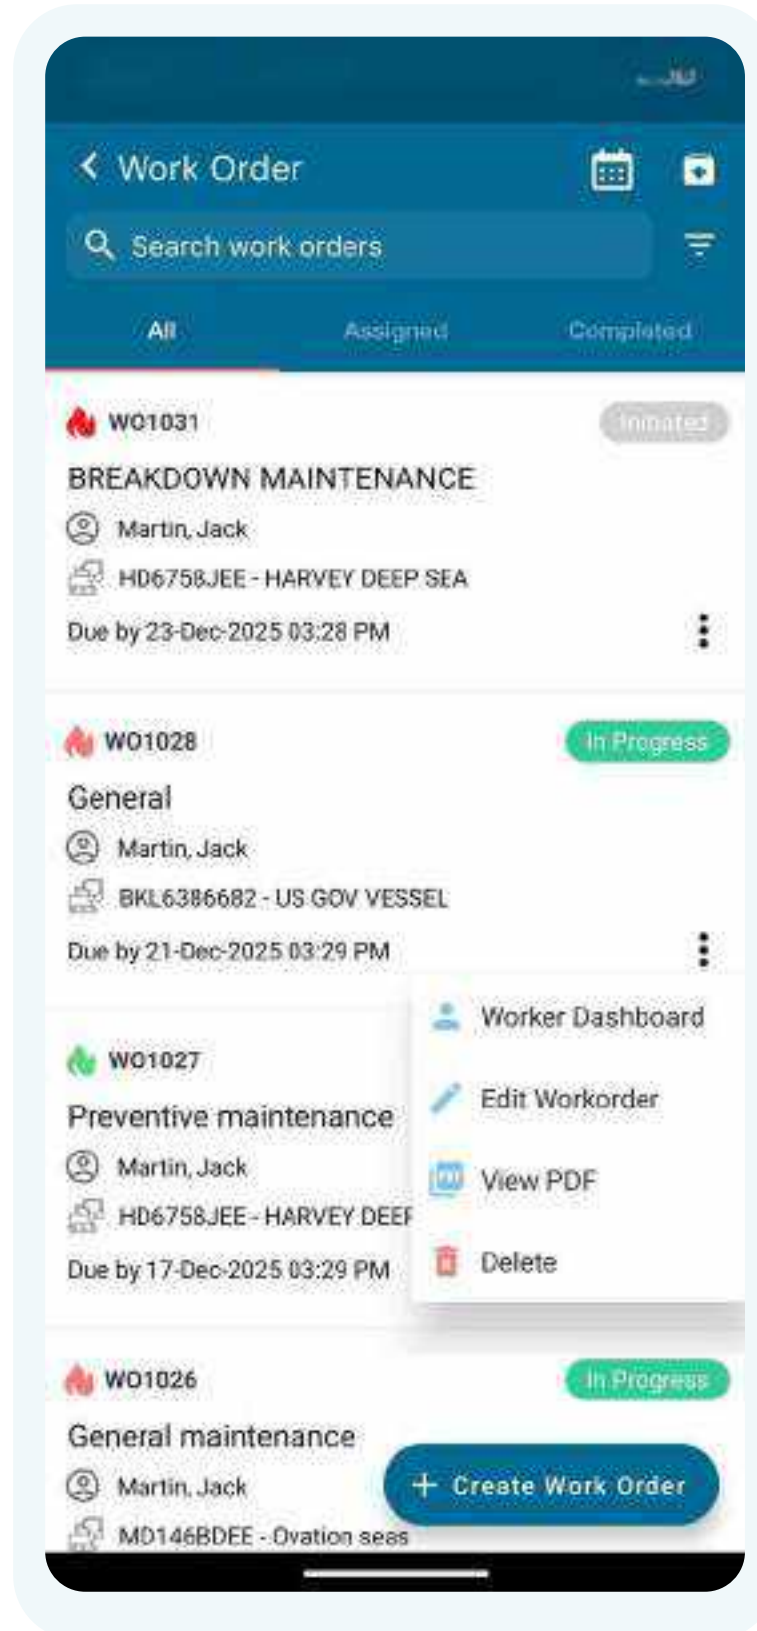 Work Order
Search work orders
All Assigned Completed
WO1031 Initiated
BREAKDOWN MAINTENANCE
Martin, Jack
HD6758JEE - HARVEY DEEP SEA
Due by 23-Dec-2025 03:28 PM
WO1028 In Progress
General
Martin, Jack
BKL6386682 - US GOV VESSEL
Due by 21-Dec-2025 03:29 PM
Worker Dashboard
Edit Workorder
View PDF
Delete
WO1027
Preventive maintenance
Martin, Jack
HD6758JEE - HARVEY DEEP
Due by 17-Dec-2025 03:29 PM
WO1026 In Progress
General maintenance
Martin, Jack
MD146BDEE - Ovation seas
+ Create Work Order